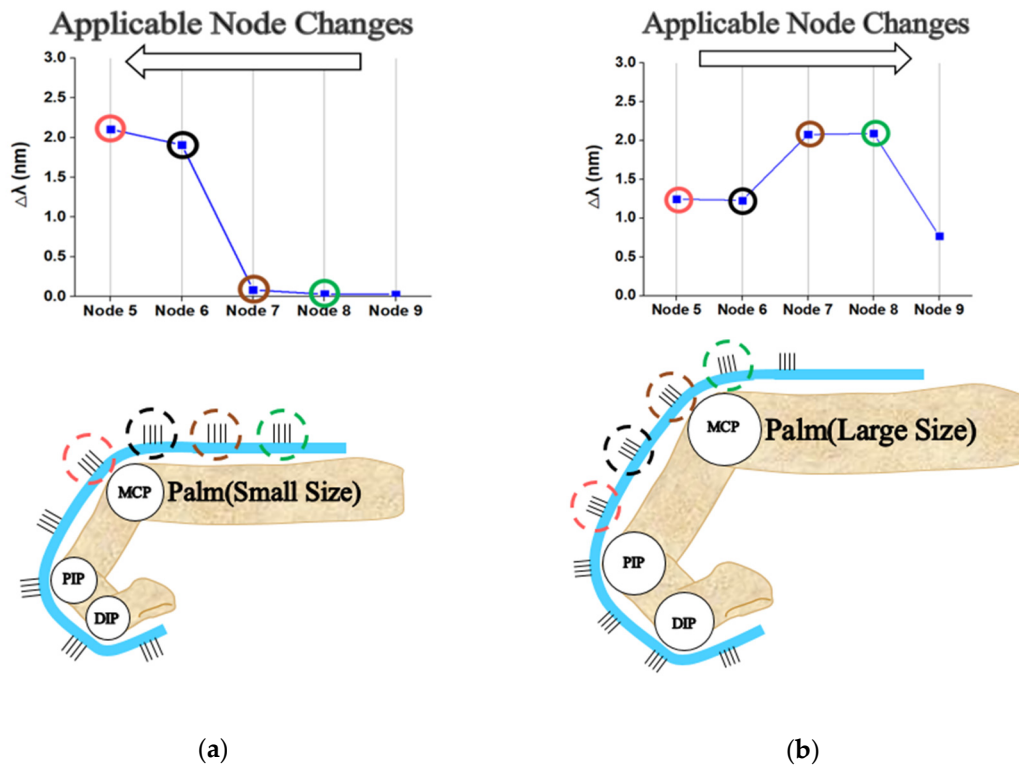 Applicable Node Changes
3.0
2.5
2.0
1.5
1.0
0.5
0.0
△λ (nm)
Node 5 Node 6 Node 7 Node 8 Node 9
MCP
Palm(Small Size)
PIP
DIP
(a)
Applicable Node Changes
3.0
2.5
2.0
1.5
1.0
0.5
0.0
△λ (nm)
Node 5 Node 6 Node 7 Node 8 Node 9
MCP
Palm(Large Size)
PIP
DIP
(b)